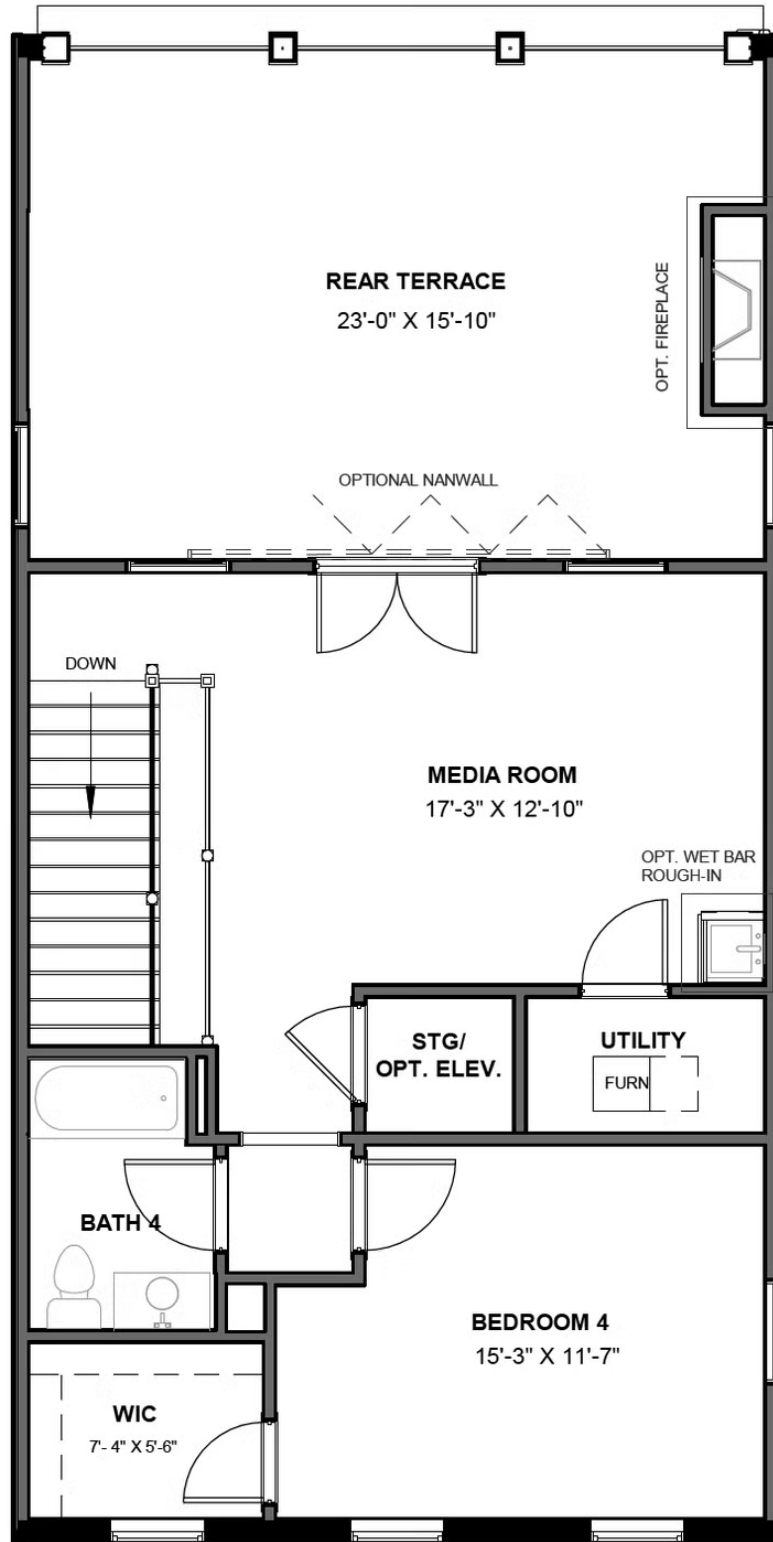 REAR TERRACE
23'-0" X 15'-10"
OPT. FIREPLACE
OPTIONAL NANWALL
DOWN
MEDIA ROOM
17'-3" X 12'-10"
OPT. WET BAR
ROUGH-IN
STG/
OPT. ELEV.
UTILITY
FURN
BATH 4
BEDROOM 4
15'-3" X 11'-7"
WIC
7'- 4" X 5'-6"